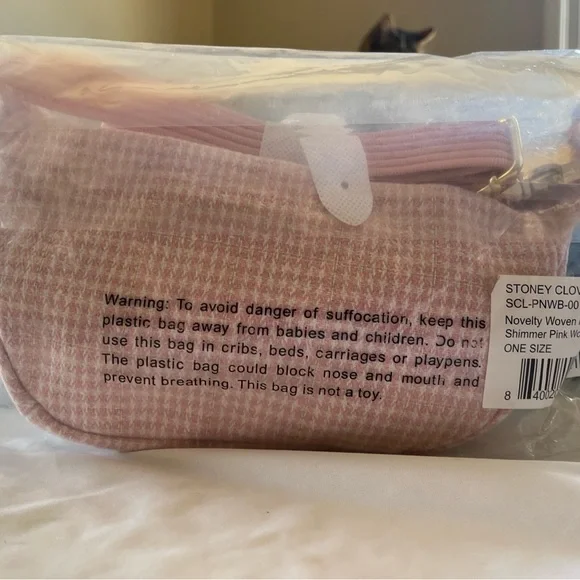 Warning: To avoid danger of suffocation, keep this
plastic bag away from babies and children. Do not
use this bag in cribs, beds, carriages or playpens.
The plastic bag could block nose and mouth and
prevent breathing. This bag is not a toy.
STONEY CLOV
SCL-PNWB-00
Novelty Woven
Shimmer Pink Wo
ONE SIZE
8 4002